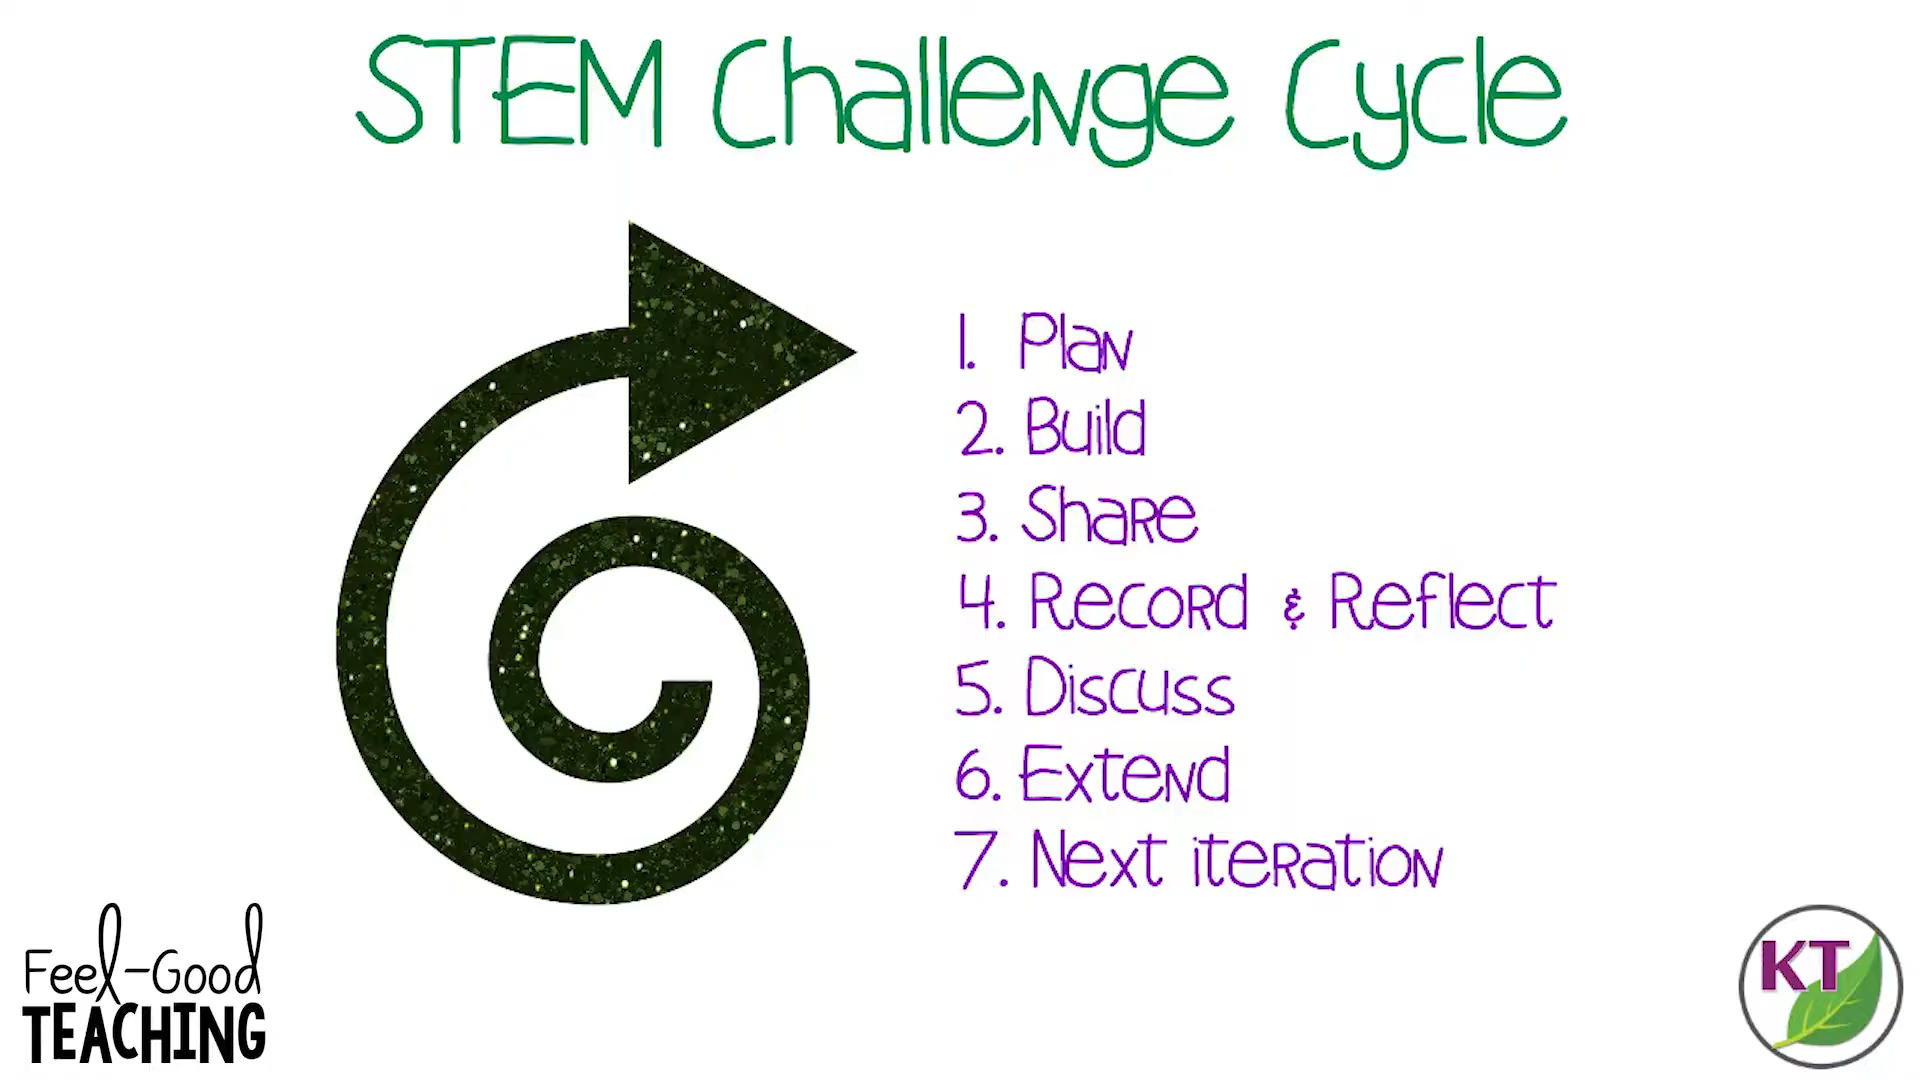 STEM Challenge Cycle
1. Plan
2. Build
3. Share
4. Record & Reflect
5. Discuss
6. Extend
7. Next iteration
Feel-Good
TEACHING
KT